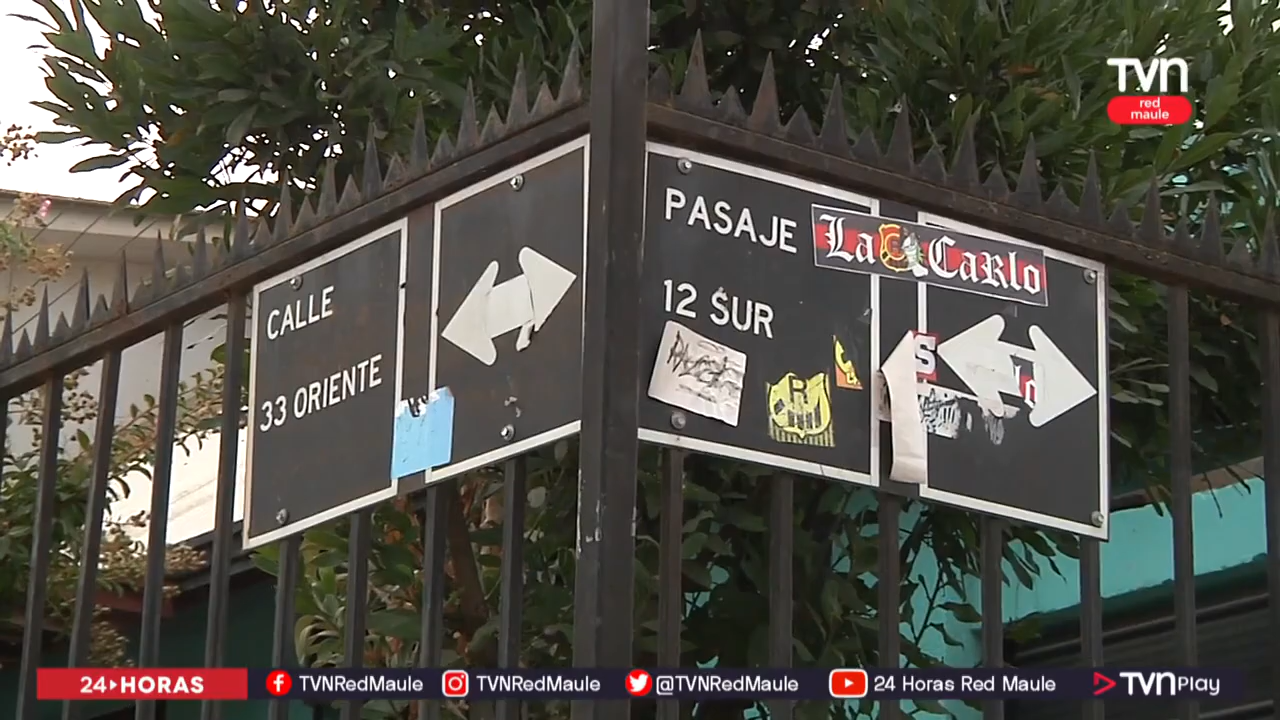 TVN
red
maule
CALLE
33 ORIENTE
PASAJE
12 SUR
La CaRlo
R
S
24 HORAS
TVNRedMaule
TVNRedMaule
@TVNRedMaule
24 Horas Red Maule
TVN Play